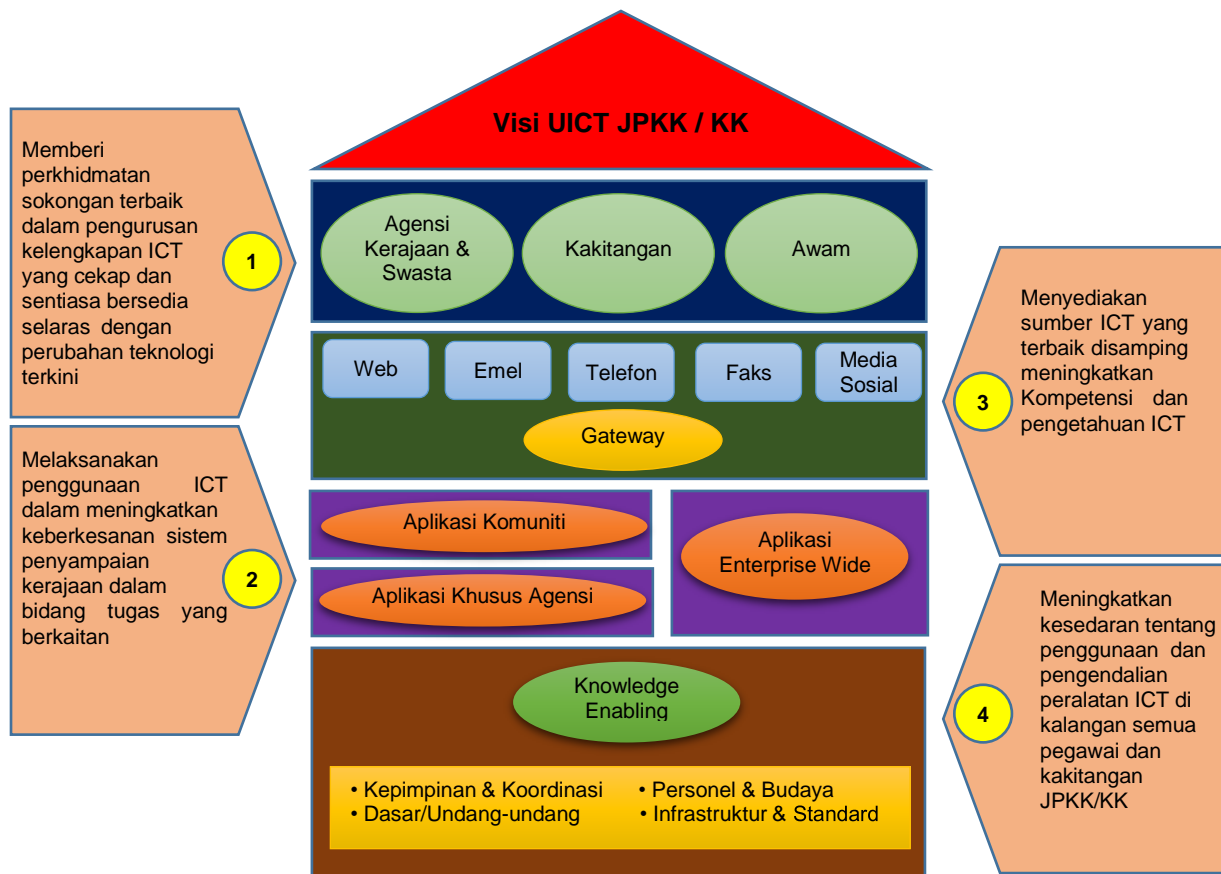 Visi UICT JPKK / KK
Memberi
perkhidmatan
sokongan terbaik
dalam pengurusan
kelengkapan ICT
yang cekap dan
sentiasa bersedia
selaras dengan
perubahan teknologi
terkini
1
Melaksanakan
penggunaan ICT
dalam meningkatkan
keberkesanan sistem
penyampaian
kerajaan dalam
bidang tugas yang
berkaitan
2
Agensi
Kerajaan &
Swasta
Kakitangan
Awam
Web
Emel
Telefon
Faks
Media
Sosial
Gateway
Aplikasi Komuniti
Aplikasi Khusus Agensi
Aplikasi
Enterprise Wide
Knowledge
Enabling
• Kepimpinan & Koordinasi • Personel & Budaya
• Dasar/Undang-undang • Infrastruktur & Standard
Menyediakan
sumber ICT yang
terbaik disamping
meningkatkan
Kompetensi dan
pengetahuan ICT
3
Meningkatkan
kesedaran tentang
penggunaan dan
pengendalian
peralatan ICT di
kalangan semua
pegawai dan
kakitangan
JPKK/KK
4